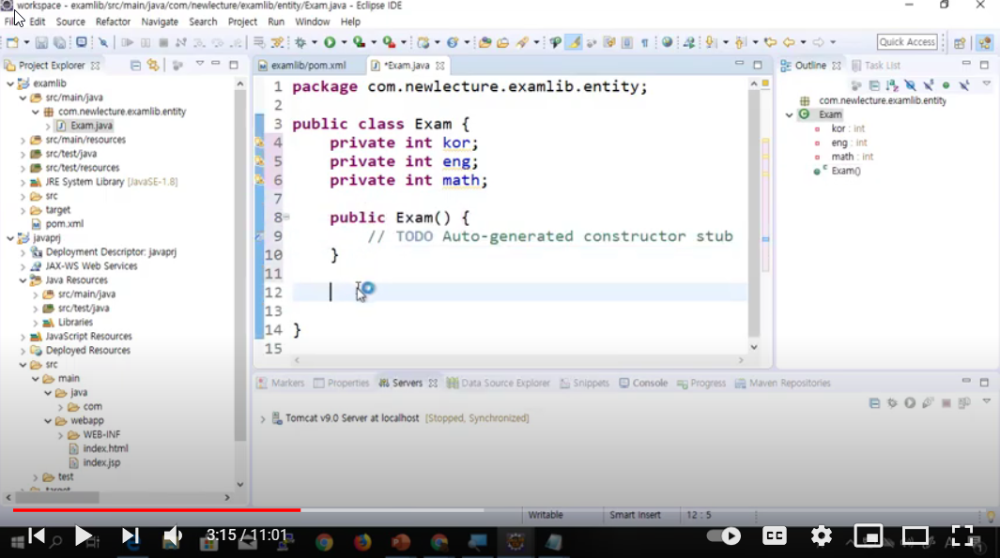 workspace - examlib/src/main/java/com/newlecture/examlib/entity/Exam.java - Eclipse IDE
File Edit Source Refactor Navigate Search Project Run Window Help
Quick Access
Project Explorer
examlib
src/main/java
com.newlecture.examlib.entity
Exam.java
src/main/resources
src/test/java
src/test/resources
JRE System Library [JavaSE-1.8]
src
target
pom.xml
javaprj
Deployment Descriptor: javaprj
JAX-WS Web Services
Java Resources
src/main/java
src/test/java
Libraries
JavaScript Resources
Deployed Resources
src
main
java
com
webapp
WEB-INF
index.html
index.jsp
test
target
examlib/pom.xml *Exam.java
1 package com.newlecture.examlib.entity;
2
3 public class Exam {
4 private int kor;
5 private int eng;
6 private int math;
7
8 public Exam() {
9 // TODO Auto-generated constructor stub
10 }
11
12
13
14 }
15
Outline Task List
com.newlecture.examlib.entity
Exam
kor : int
eng : int
math : int
Exam()
Markers Properties Servers Data Source Explorer Snippets Console Progress Maven Repositories
Tomcat v9.0 Server at localhost [Stopped, Synchronized]
Writable Smart Insert 12 : 5
3:15 / 11:01
CC